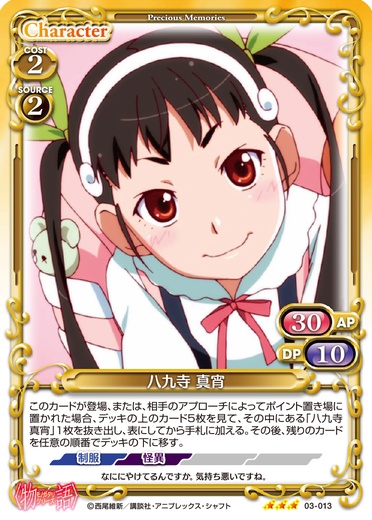 Precious Memories
Character
COST
2
SOURCE
2
30 AP
DP 10
八九寺 真宵
このカードが登場、または、相手のアプローチによってポイント置き場に
置かれた場合、デッキの上のカード5枚を見て、その中にある「八九寺
真宵」1枚を抜き出し、表にしてから手札に加える。その後、残りのカード
を任意の順番でデッキの下に移す。
制服 怪異
なににやけてるんですか。気持ち悪いですね。
物語
©西尾維新／講談社・アニプレックス・シャフト
03-013